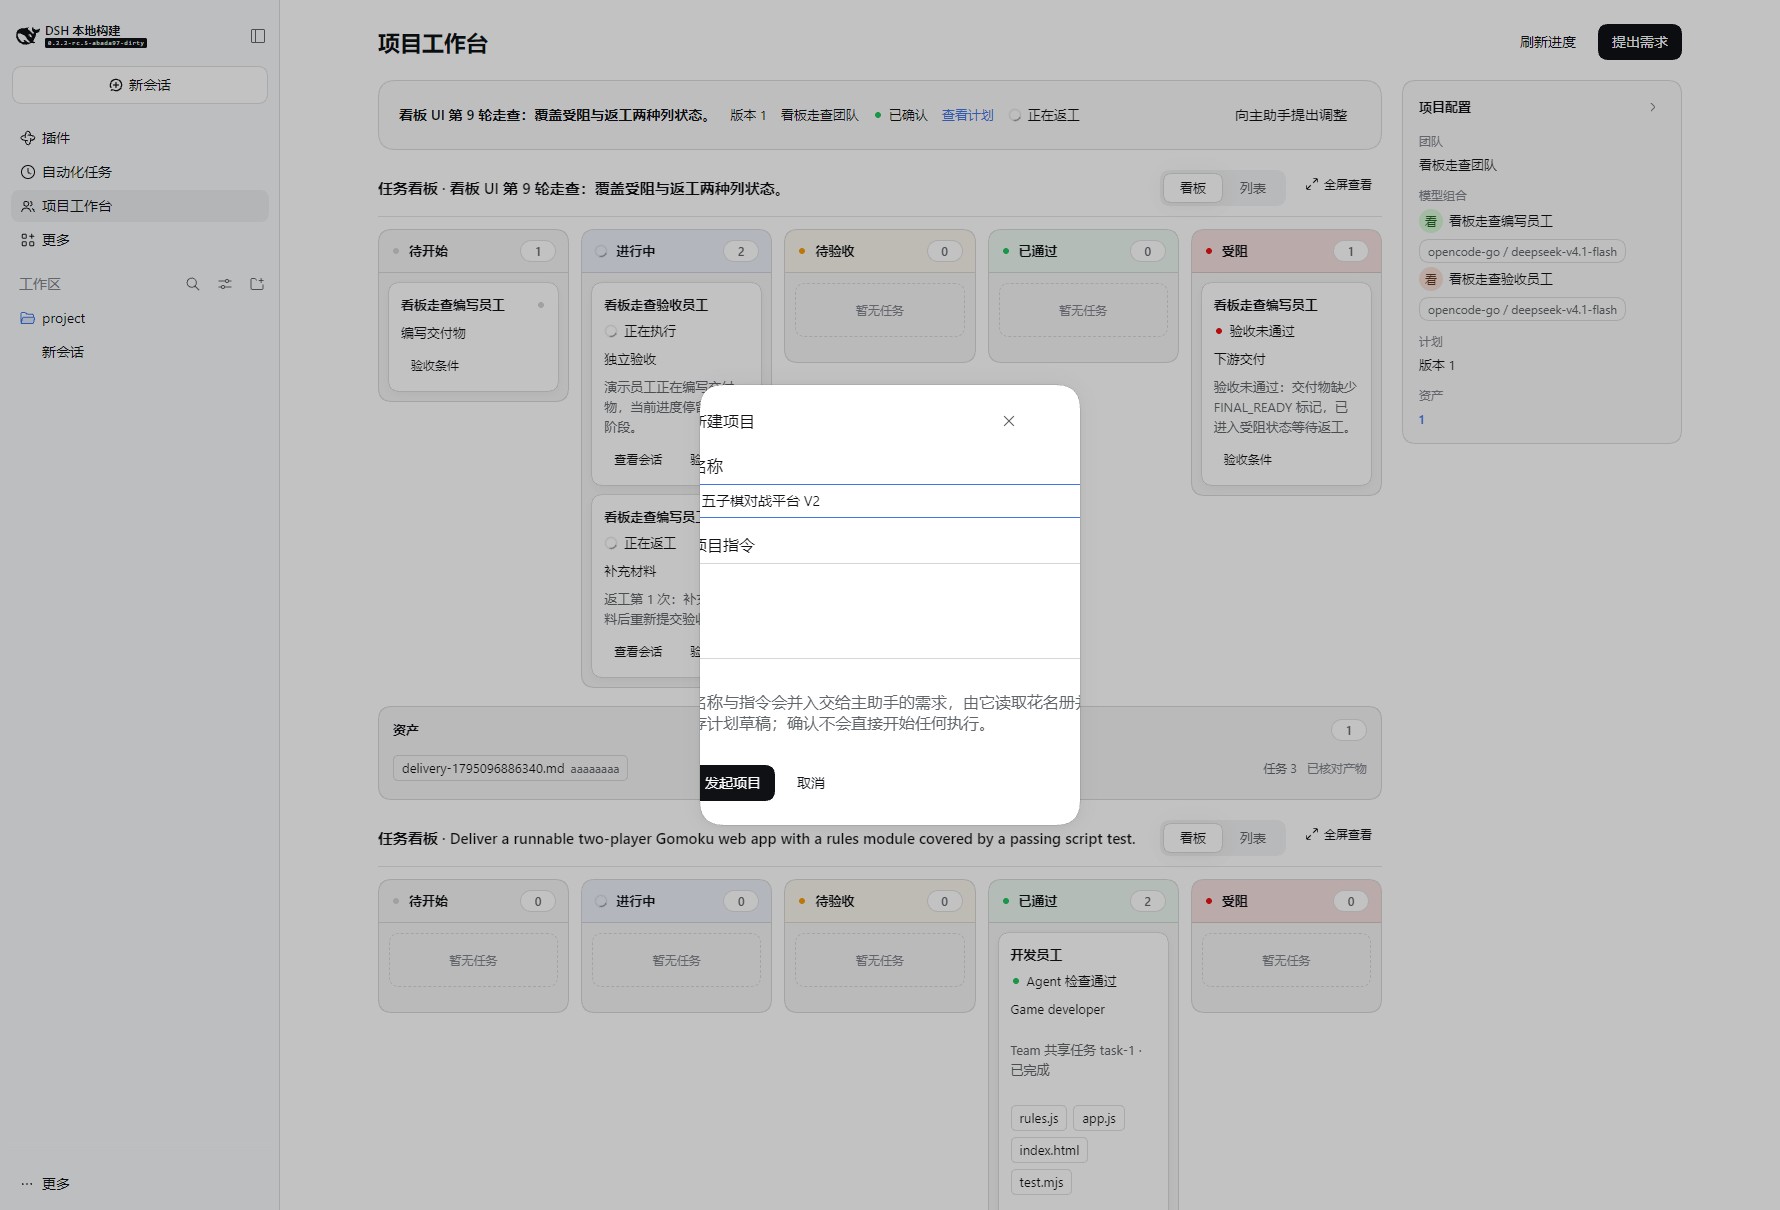 DSH 本地构建
0.3.3-rc.5-abada97-dirty
新会话
插件
自动化任务
项目工作台
更多
工作区
project
新会话
更多
项目工作台
刷新进度
提出需求
看板 UI 第 9 轮走查：覆盖受阻与返工两种列状态。 版本 1 看板走查团队 已确认 查看计划 正在返工 向主助手提出调整
任务看板 · 看板 UI 第 9 轮走查：覆盖受阻与返工两种列状态。
看板 列表 全屏查看
待开始 1
看板走查编写员工
编写交付物
验收条件
进行中 2
看板走查验收员工
正在执行
独立验收
演示员工正在编写交付
物，当前进度停
阶段。
查看会话
看板走查编写员
正在返工
补充材料
返工第 1 次：补
料后重新提交验
查看会话
待验收 0
暂无任务
已通过 0
暂无任务
受阻 1
看板走查编写员工
验收未通过
下游交付
验收未通过：交付物缺少
FINAL_READY 标记，已
进入受阻状态等待返工。
验收条件
项目配置
团队
看板走查团队
模型组合
看 看板走查编写员工
opencode-go / deepseek-v4.1-flash
看 看板走查验收员工
opencode-go / deepseek-v4.1-flash
计划
版本 1
资产
1
新建项目
名称
五子棋对战平台 V2
项目指令
名称与指令会并入交给主助手的需求，由它读取花名册
存计划草稿；确认不会直接开始任何执行。
发起项目 取消
资产 1
delivery-1795096886340.md aaaaaaaa
任务 3 已核对产物
任务看板 · Deliver a runnable two-player Gomoku web app with a rules module covered by a passing script test.
看板 列表 全屏查看
待开始 0
暂无任务
进行中 0
暂无任务
待验收 0
暂无任务
已通过 2
开发员工
Agent 检查通过
Game developer
Team 共享任务 task-1 ·
已完成
rules.js app.js
index.html
test.mjs
受阻 0
暂无任务